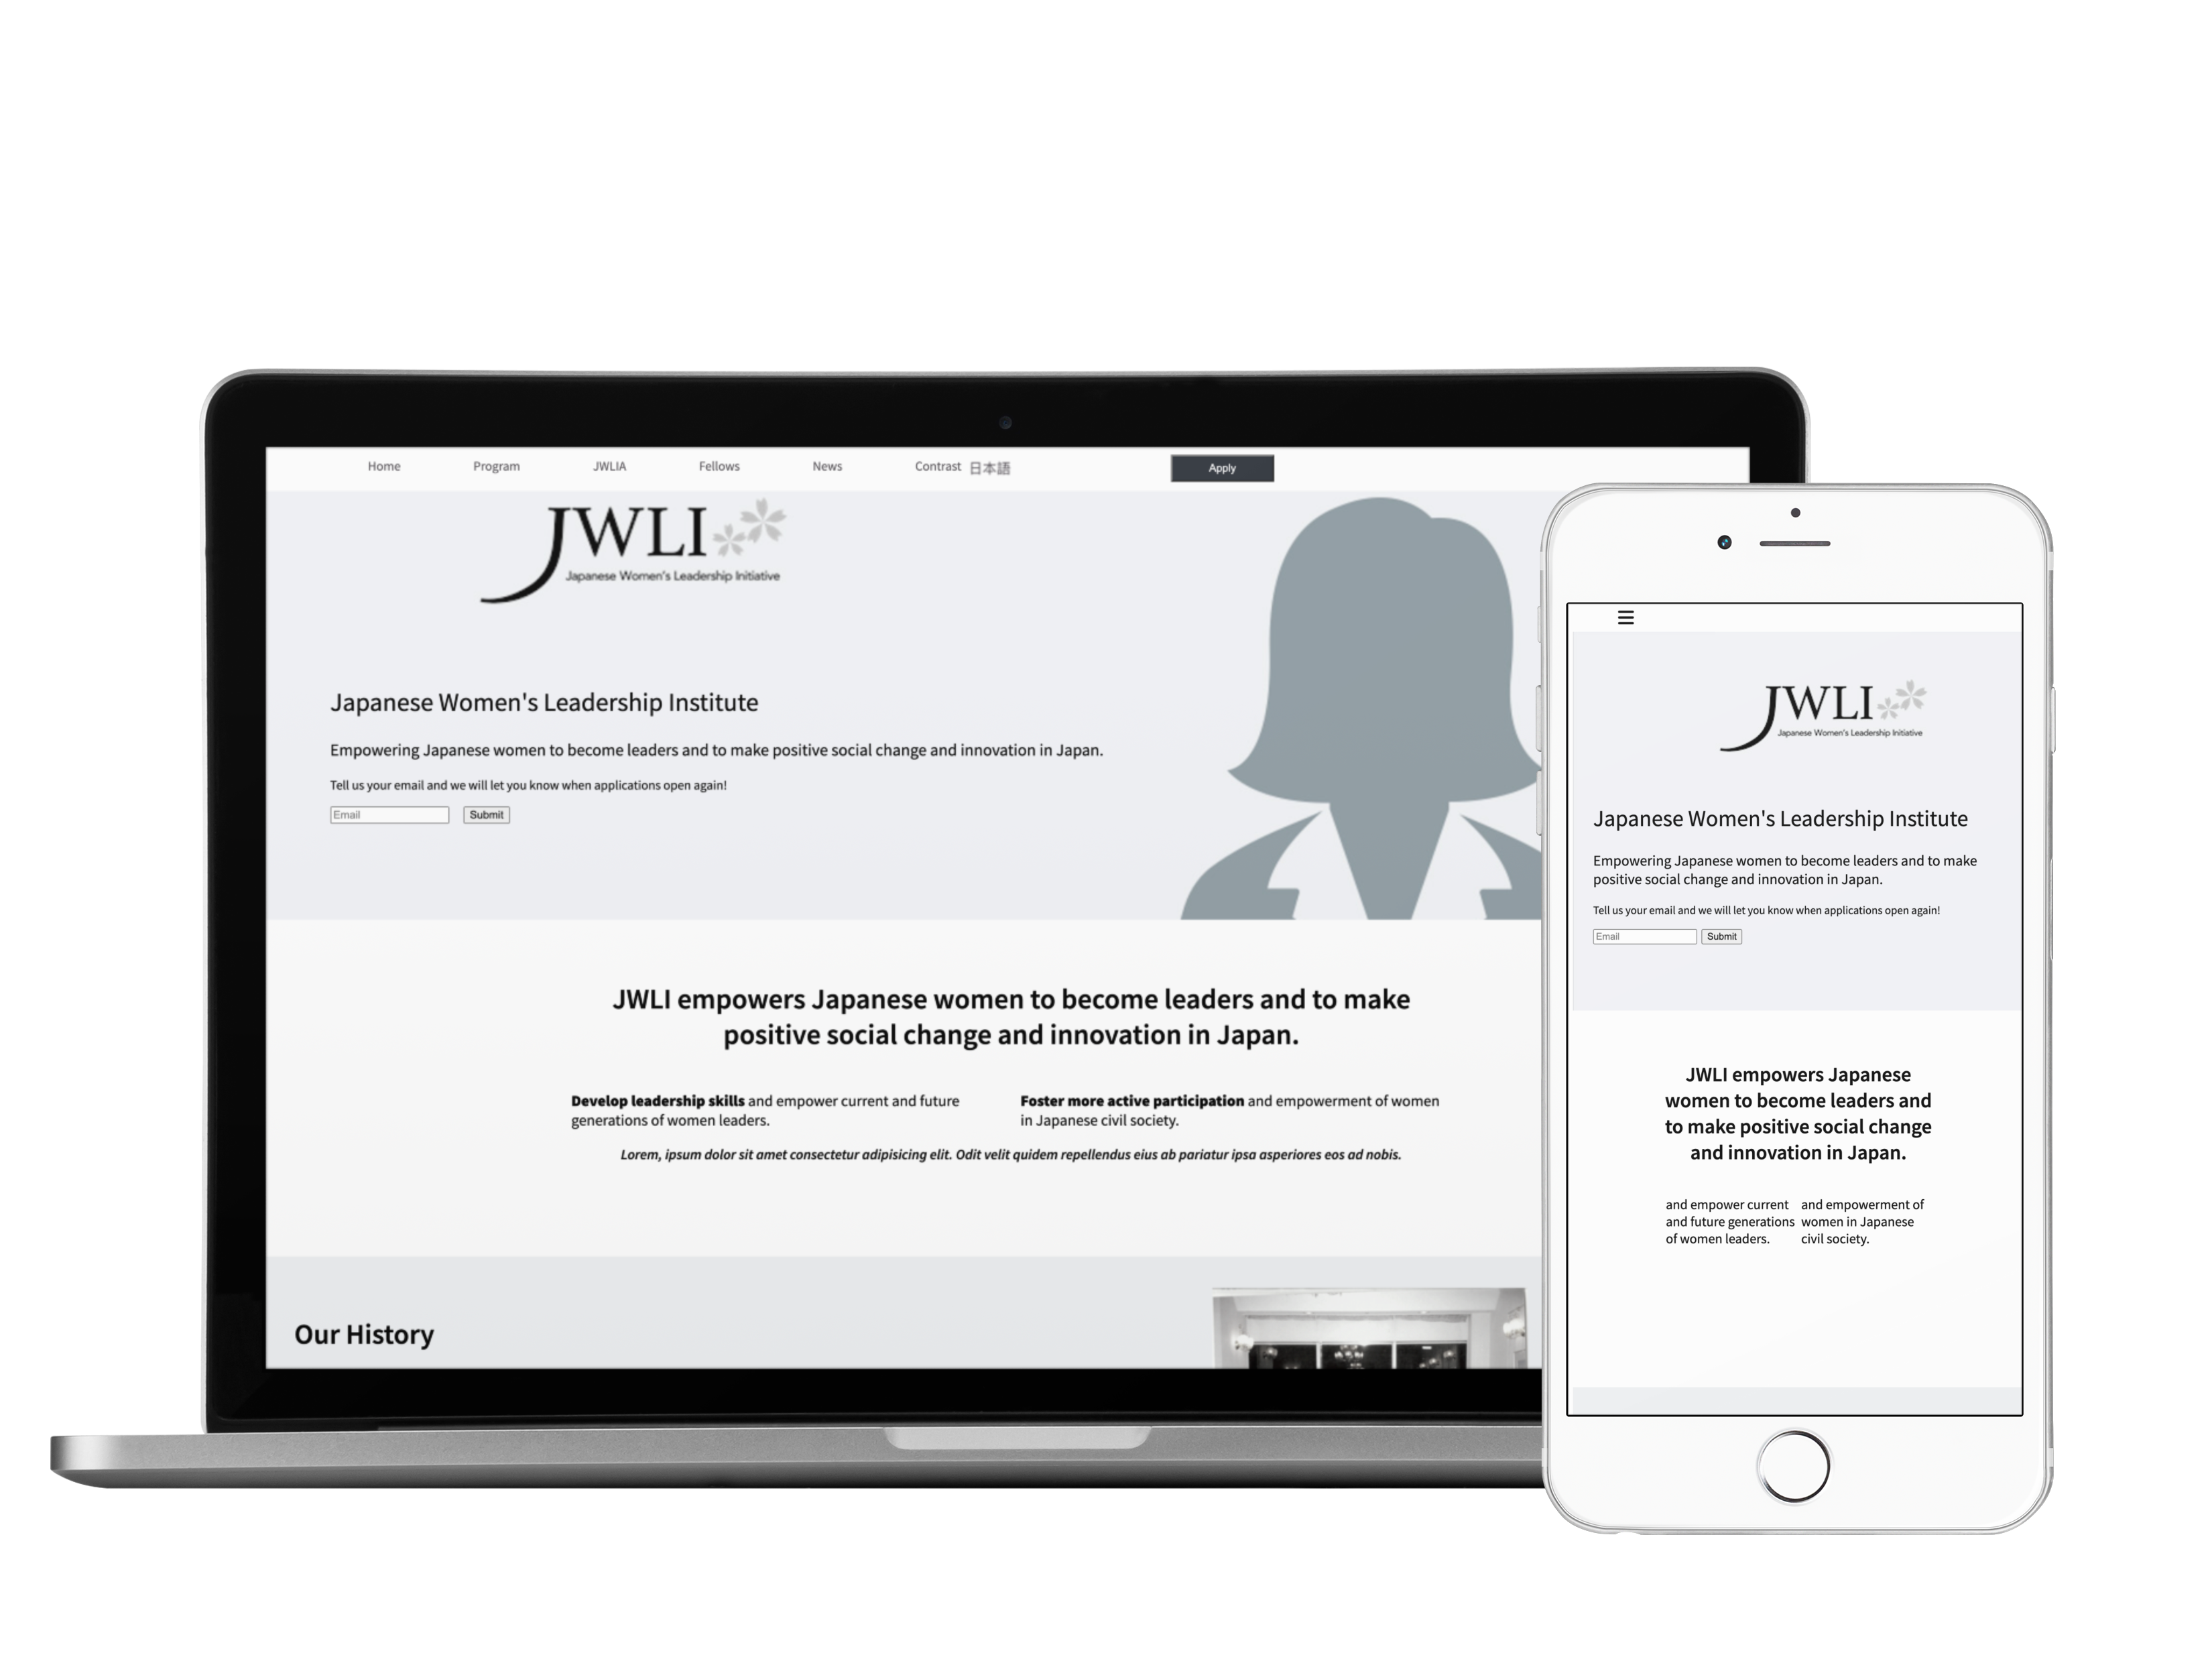 Home Program JWLIA Fellows News Contrast 日本語 Apply
JWLI
Japanese Women's Leadership Initiative
Japanese Women's Leadership Institute
Empowering Japanese women to become leaders and to make positive social change and innovation in Japan.
Tell us your email and we will let you know when applications open again!
Email Submit
JWLI empowers Japanese women to become leaders and to make
positive social change and innovation in Japan.
Develop leadership skills and empower current and future
generations of women leaders.
Foster more active participation and empowerment of women
in Japanese civil society.
Lorem, ipsum dolor sit amet consectetur adipisicing elit. Odit velit quidem repellendus eius ab pariatur ipsa asperiores eos ad nobis.
Our History
JWLI
Japanese Women's Leadership Initiative
Japanese Women's Leadership Institute
Empowering Japanese women to become leaders and to make
positive social change and innovation in Japan.
Tell us your email and we will let you know when applications open again!
Email Submit
JWLI empowers Japanese
women to become leaders and
to make positive social change
and innovation in Japan.
and empower current
and future generations
of women leaders.
and empowerment of
women in Japanese
civil society.